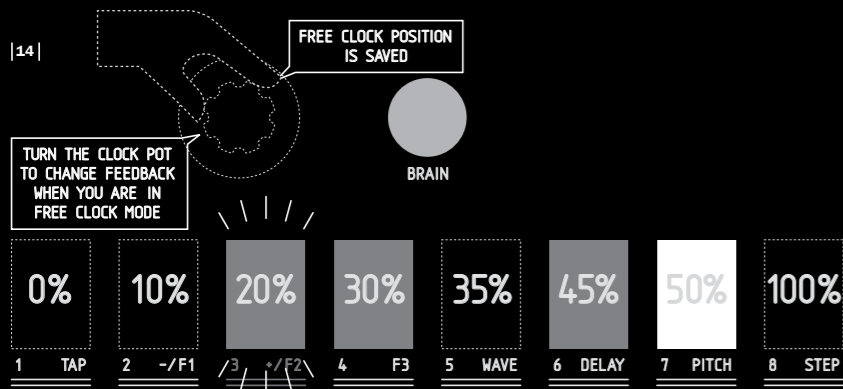 |14|
FREE CLOCK POSITION
IS SAVED
TURN THE CLOCK POT
TO CHANGE FEEDBACK
WHEN YOU ARE IN
FREE CLOCK MODE
BRAIN
0% 10% 20% 30% 35% 45% 50% 100%
1 TAP 2 -/F1 3 +/F2 4 F3 5 WAVE 6 DELAY 7 PITCH 8 STEP